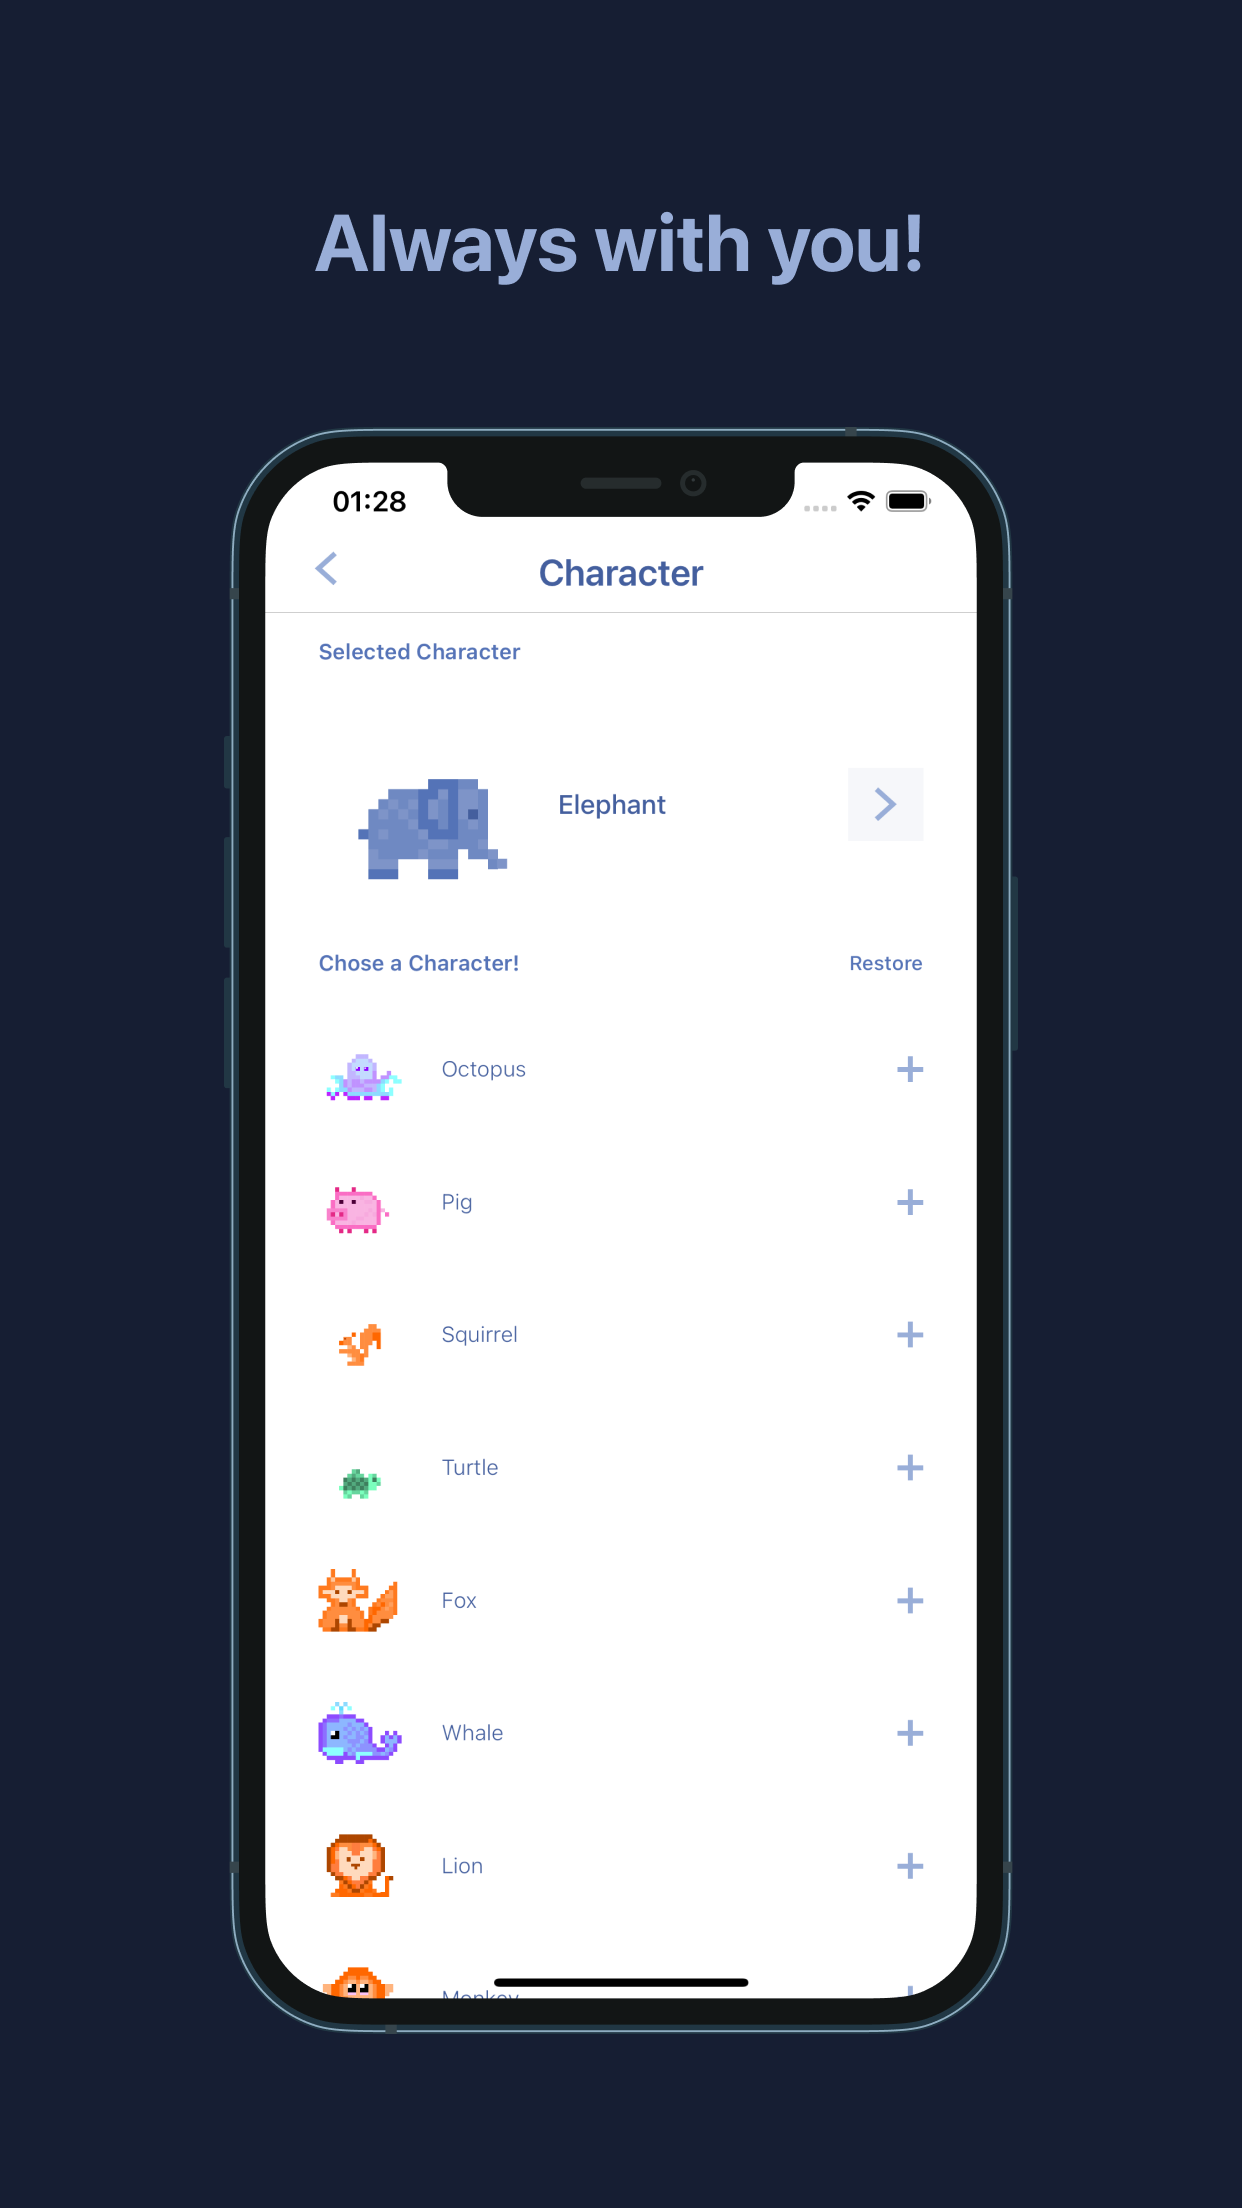 Always with you!
01:28
Character
Selected Character
Elephant
Chose a Character!
Restore
Octopus
Pig
Squirrel
Turtle
Fox
Whale
Lion
Monkey